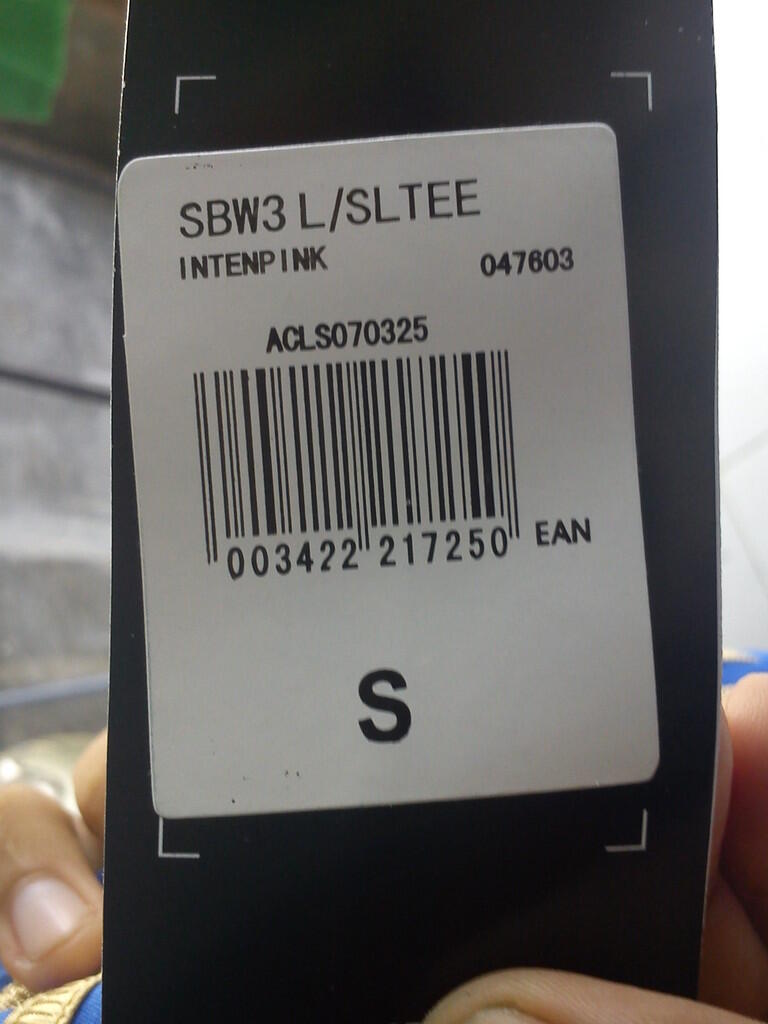 SBW3 L/SLTEE
INTENPINK 047603
ACLS070325
003422 217250 EAN
S